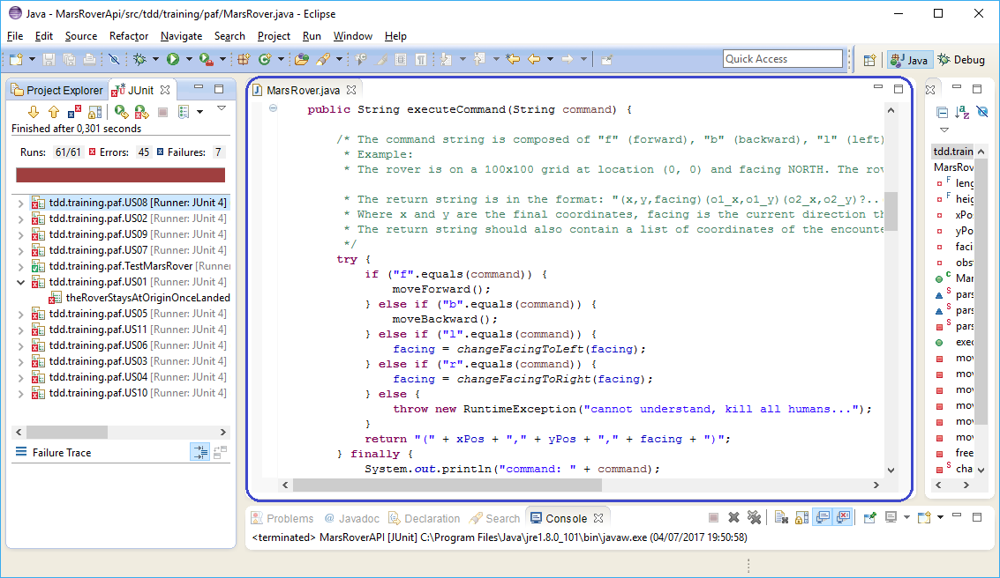 Java - MarsRoverApi/src/tdd/training/paf/MarsRover.java - Eclipse
File Edit Source Refactor Navigate Search Project Run Window Help
Quick Access Java Debug
Project Explorer JUnit
Finished after 0,301 seconds
Runs: 61/61 Errors: 45 Failures: 7
tdd.training.paf.US08 [Runner: JUnit 4]
tdd.training.paf.US02 [Runner: JUnit 4]
tdd.training.paf.US09 [Runner: JUnit 4]
tdd.training.paf.US07 [Runner: JUnit 4]
tdd.training.paf.TestMarsRover [Runner
tdd.training.paf.US01 [Runner: JUnit 4]
theRoverStaysAtOriginOnceLanded
tdd.training.paf.US05 [Runner: JUnit 4]
tdd.training.paf.US11 [Runner: JUnit 4]
tdd.training.paf.US06 [Runner: JUnit 4]
tdd.training.paf.US03 [Runner: JUnit 4]
tdd.training.paf.US04 [Runner: JUnit 4]
tdd.training.paf.US10 [Runner: JUnit 4]
Failure Trace
MarsRover.java
public String executeCommand(String command) {
/* The command string is composed of "f" (forward), "b" (backward), "l" (left)
* Example:
* The rover is on a 100x100 grid at location (0, 0) and facing NORTH. The rov
* The return string is in the format: "(x,y,facing)(o1_x,o1_y)(o2_x,o2_y)?..
* Where x and y are the final coordinates, facing is the current direction th
* The return string should also contain a list of coordinates of the encounte
*/
try {
if ("f".equals(command)) {
moveForward();
} else if ("b".equals(command)) {
moveBackward();
} else if ("l".equals(command)) {
facing = changeFacingToLeft(facing);
} else if ("r".equals(command)) {
facing = changeFacingToRight(facing);
} else {
throw new RuntimeException("cannot understand, kill all humans...");
}
return "(" + xPos + "," + yPos + "," + facing + ")";
} finally {
System.out.println("command: " + command);
tdd.train
MarsRov
F leng
F heig
xPo
yPo
faci
obs
C Mar
S pars
S pars
S pars
exec
mov
mov
mov
mov
mov
mov
free
S cha
Problems @ Javadoc Declaration Search Console
<terminated> MarsRoverAPI [JUnit] C:\Program Files\Java\jre1.8.0_101\bin\javaw.exe (04/07/2017 19:50:58)